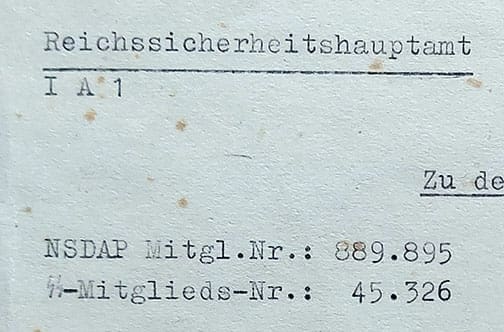 Reichssicherheitshauptamt
I A 1
Zu de
NSDAP Mitgl.Nr.: 889.895
ᛋᛋ-Mitglieds-Nr.: 45.326